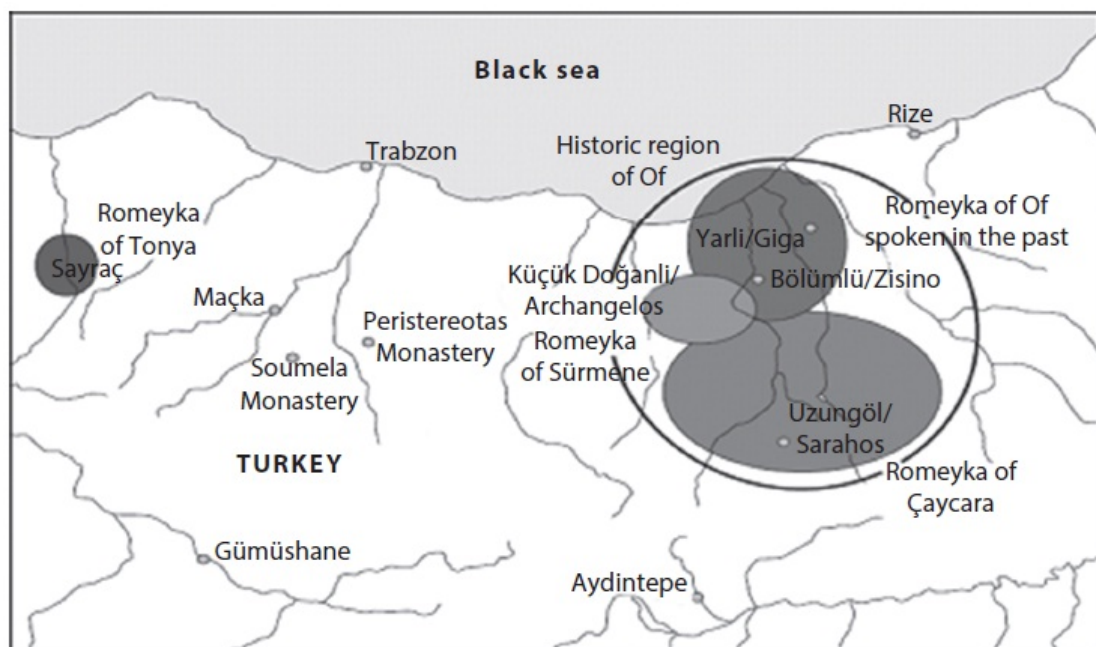 Black sea
Rize
Trabzon
Historic region
of Of
Romeyka
of Tonya
Sayraç
Romeyka of Of
spoken in the past
Yarli/Giga
Bölümlü/Zisino
Küçük Doğanli/
Archangelos
Romeyka
of Sürmene
Maçka
Peristereotas
Monastery
Soumela
Monastery
Uzungöl/
Sarahos
TURKEY
Romeyka of
Çaycara
Gümüshane
Aydintepe